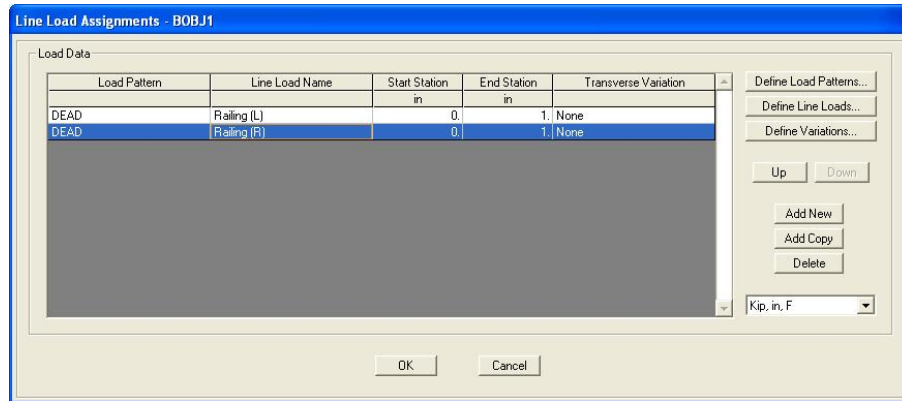 Line Load Assignments - BOBJ1
Load Data
Load Pattern Line Load Name Start Station End Station Transverse Variation
in in
DEAD Railing (L) 0. 1. None
DEAD Railing (R) 0. 1. None
Define Load Patterns...
Define Line Loads...
Define Variations...
Up Down
Add New
Add Copy
Delete
Kip, in, F
OK Cancel